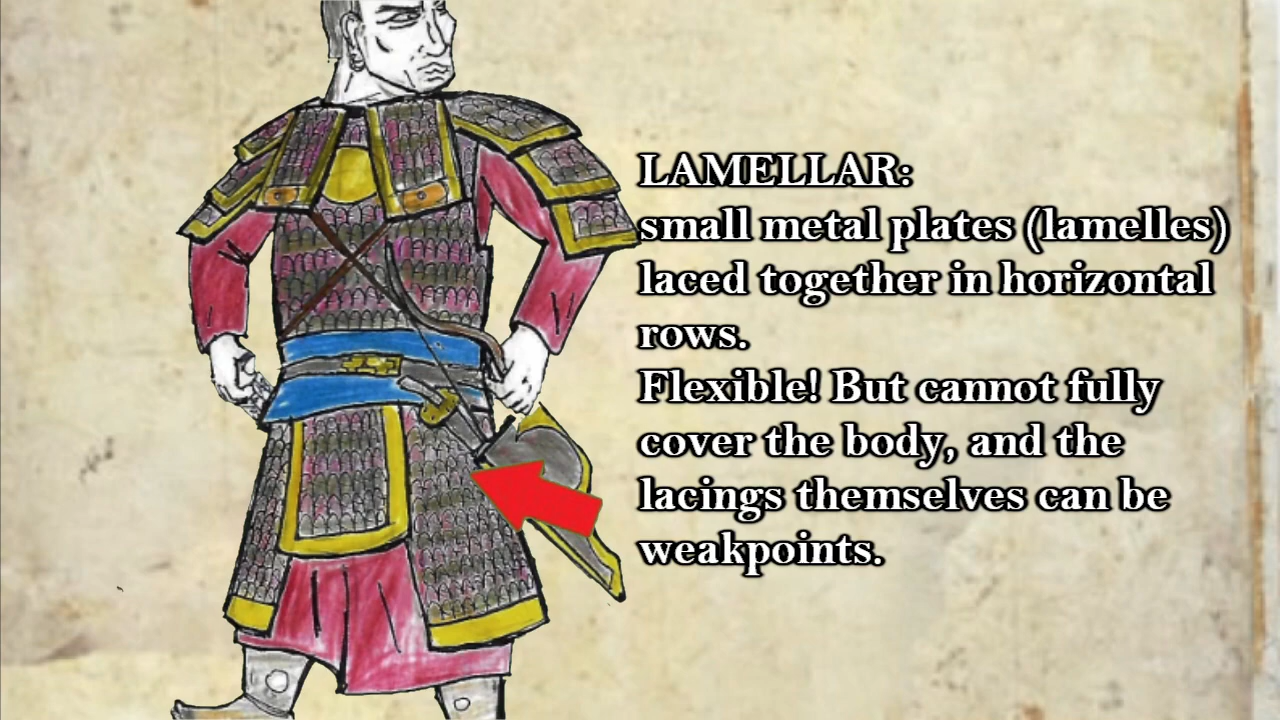 LAMELLAR:
small metal plates (lamelles)
laced together in horizontal
rows.
Flexible! But cannot fully
cover the body, and the
lacings themselves can be
weakpoints.